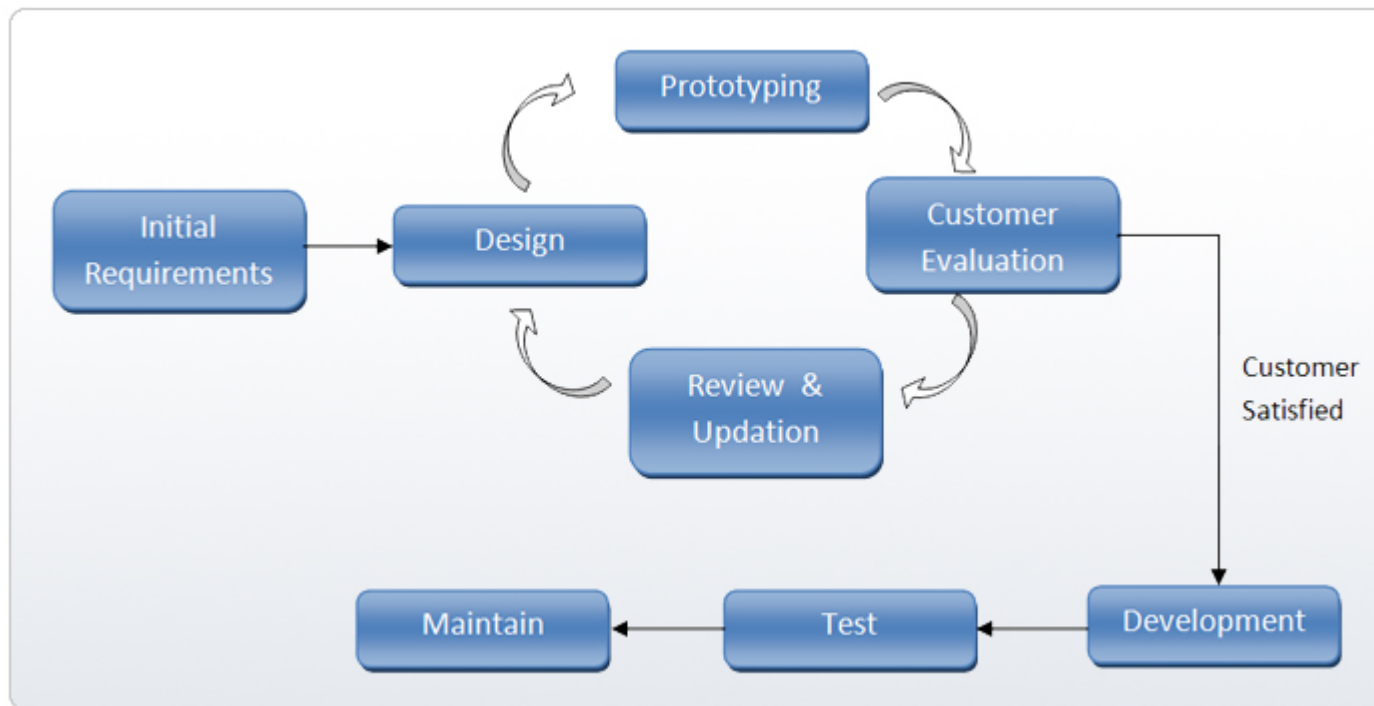 Prototyping
Initial
Requirements
Design
Customer
Evaluation
Review & 
Updation
Customer
Satisfied
Maintain
Test
Development